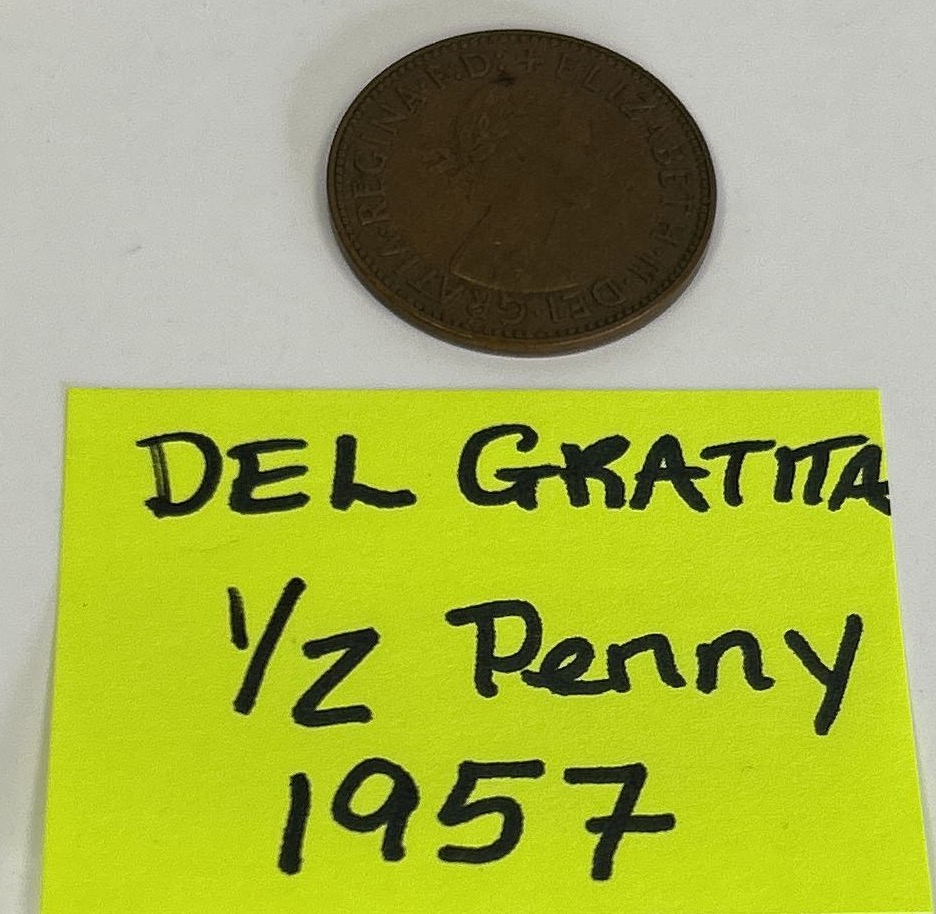 + ELIZABETH·II·DEI·GRATIA·REGINA·F:D:
DEL GRATITA
1/2 Penny
1957